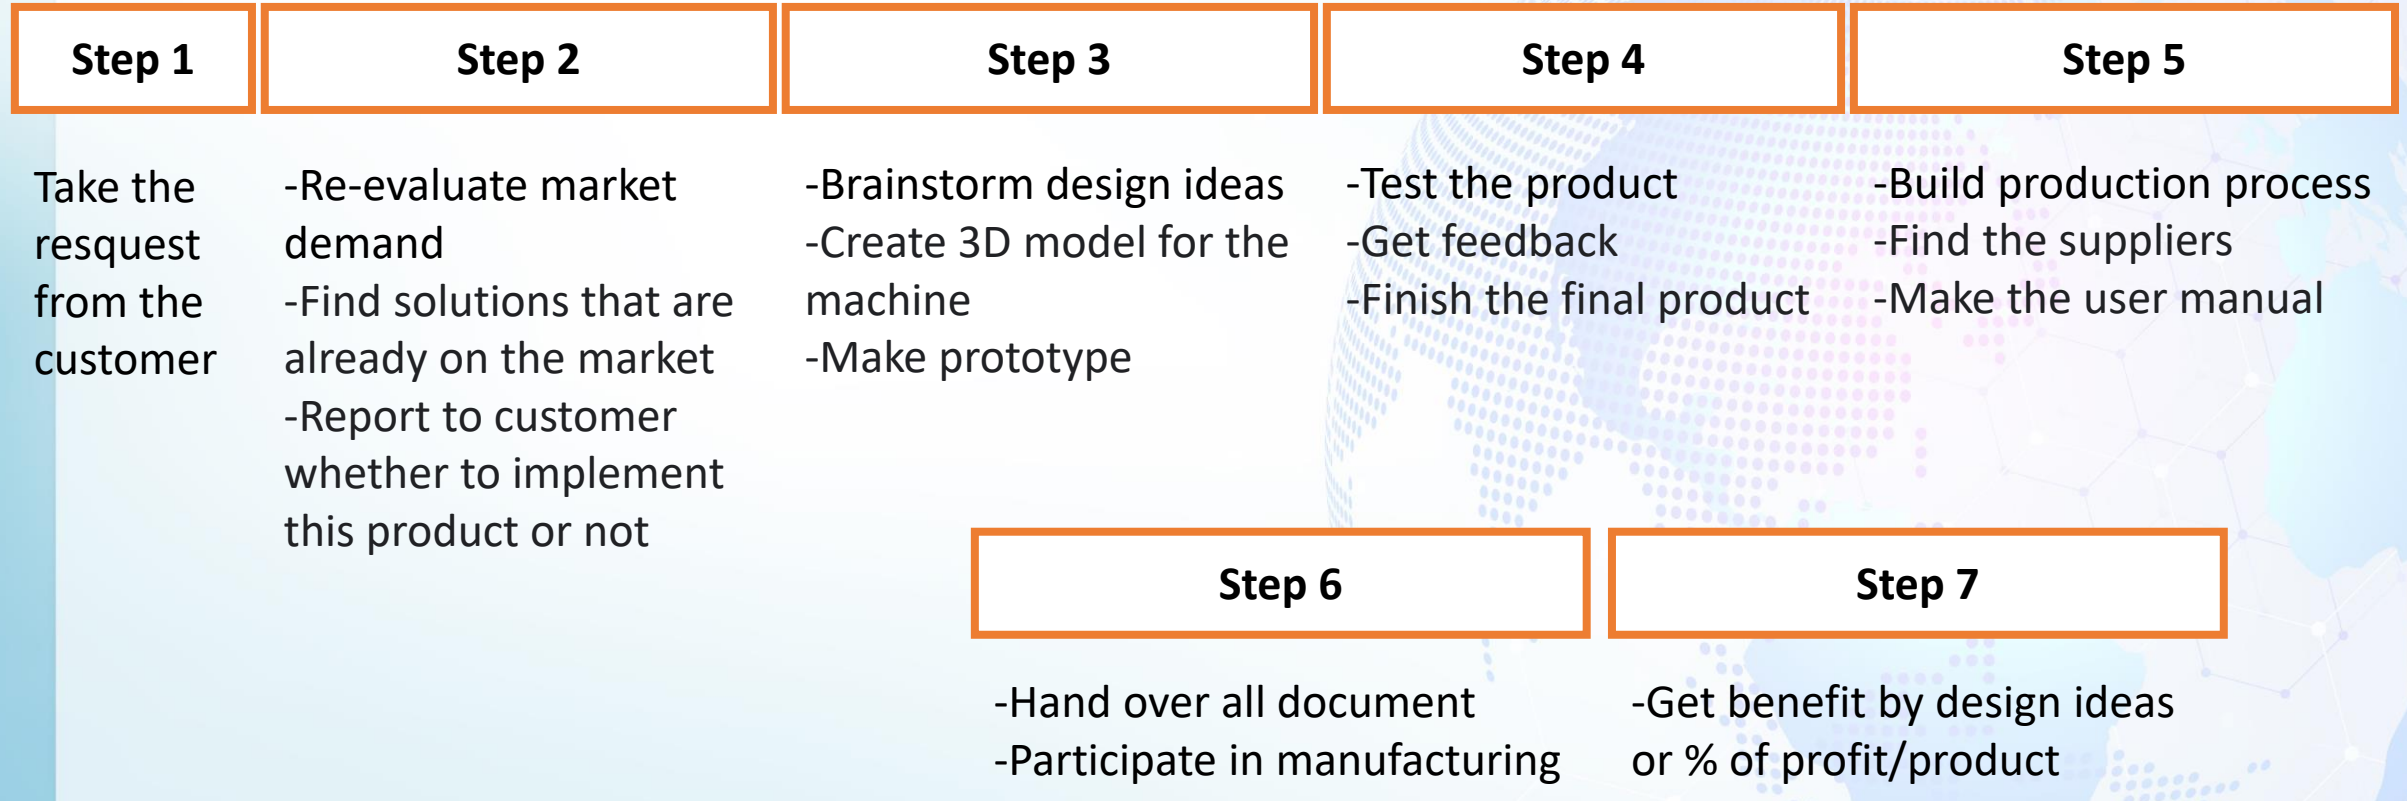 Step 1
Take the
resquest
from the
customer
Step 2
-Re-evaluate market
demand
-Find solutions that are
already on the market
-Report to customer
whether to implement
this product or not
Step 3
-Brainstorm design ideas
-Create 3D model for the
machine
-Make prototype
Step 4
-Test the product
-Get feedback
-Finish the final product
Step 5
-Build production process
-Find the suppliers
-Make the user manual
Step 6
-Hand over all document
-Participate in manufacturing
Step 7
-Get benefit by design ideas
or % of profit/product